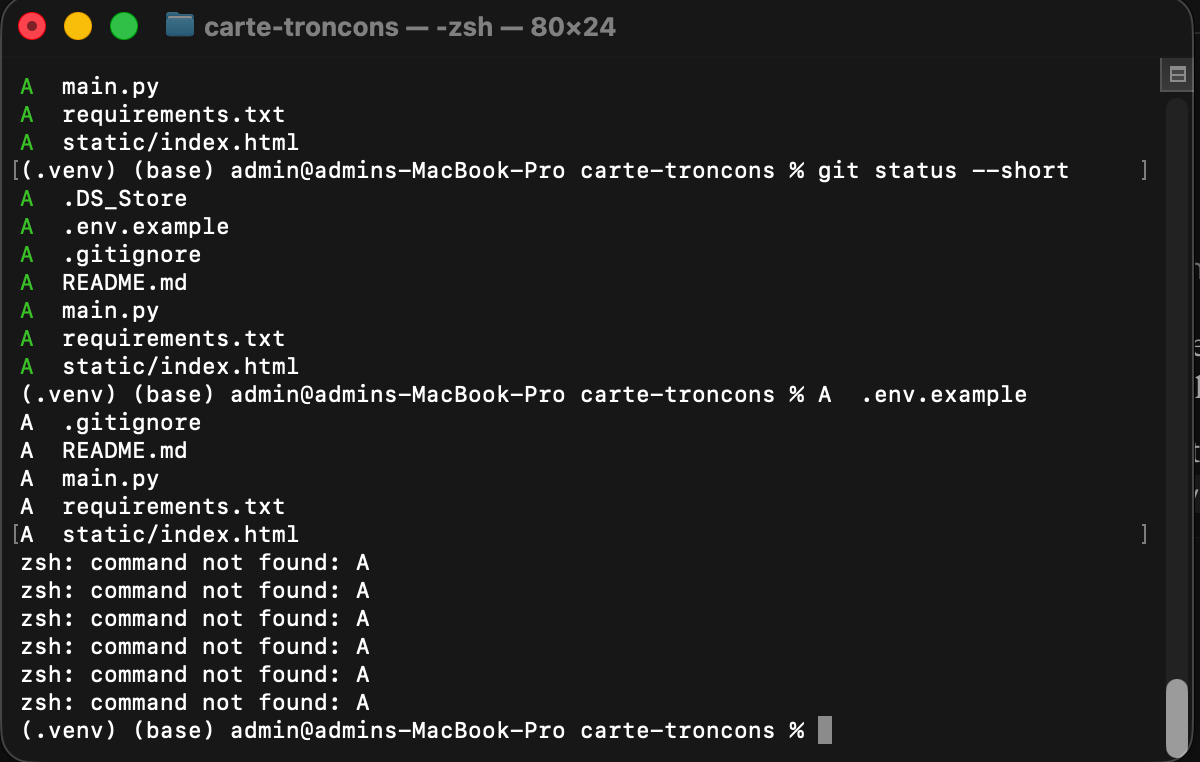 carte-troncons — -zsh — 80×24
A  main.py
A  requirements.txt
A  static/index.html
[(.venv) (base) admin@admins-MacBook-Pro carte-troncons % git status --short     ]
A  .DS_Store
A  .env.example
A  .gitignore
A  README.md
A  main.py
A  requirements.txt
A  static/index.html
(.venv) (base) admin@admins-MacBook-Pro carte-troncons % A  .env.example
A  .gitignore
A  README.md
A  main.py
A  requirements.txt
[A  static/index.html                                                            ]
zsh: command not found: A
zsh: command not found: A
zsh: command not found: A
zsh: command not found: A
zsh: command not found: A
zsh: command not found: A
(.venv) (base) admin@admins-MacBook-Pro carte-troncons %